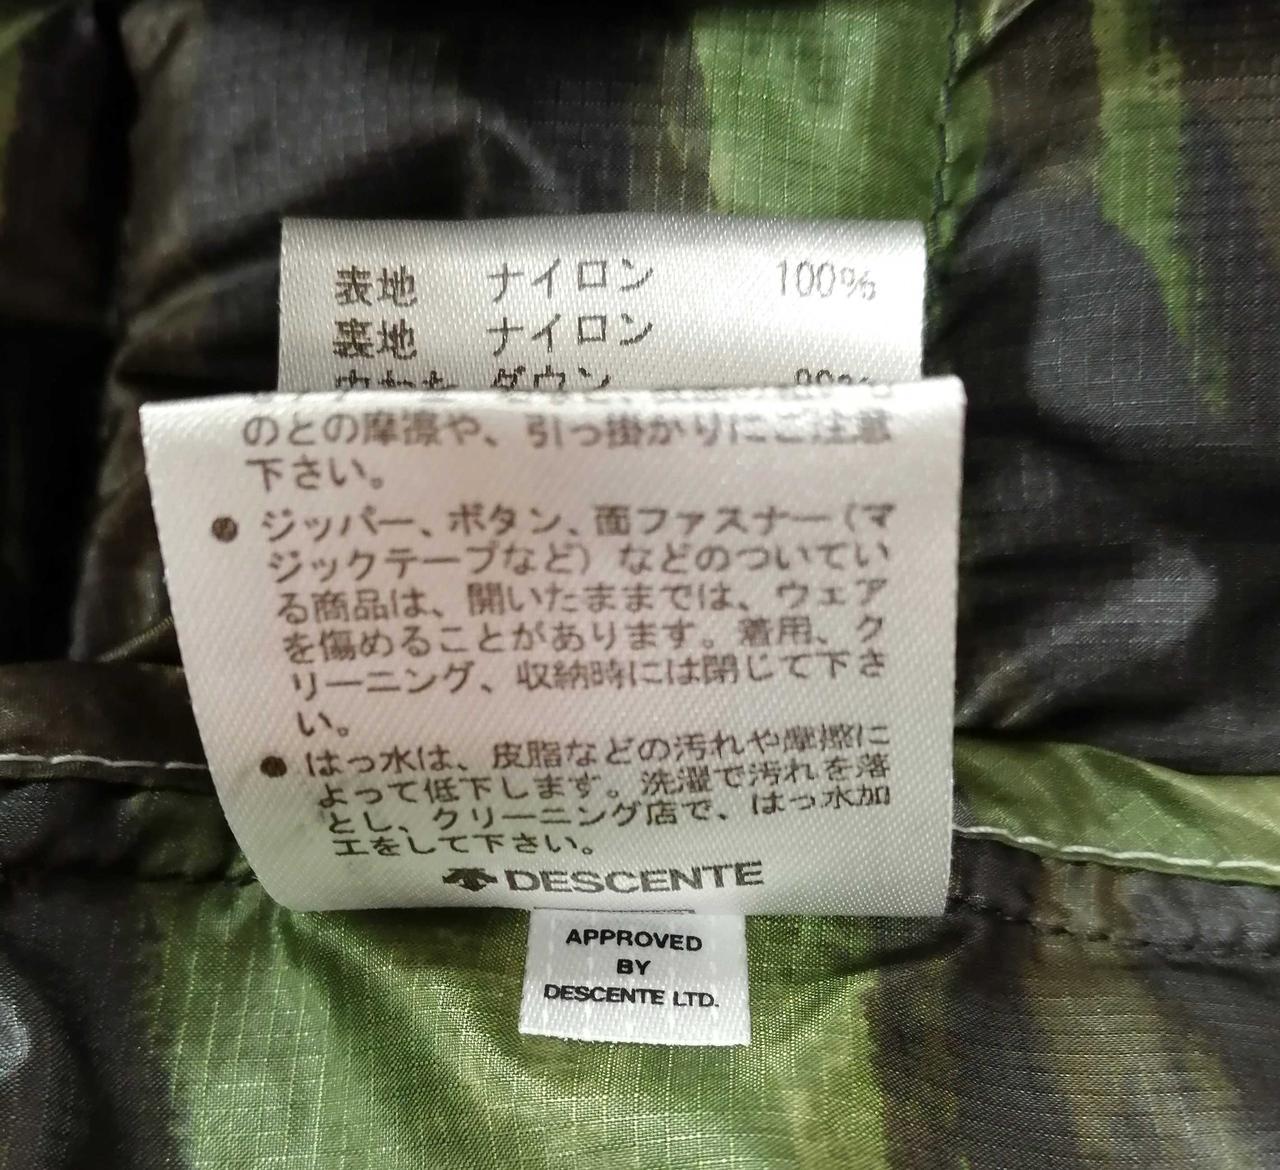 表地 ナイロン 100%
裏地 ナイロン
ダウン
のとの摩擦や、引っ掛かりにご注意
下さい。
● ジッパー、ボタン、面ファスナー(マ
ジックテープなど)などのついてい
る商品は、開いたままでは、ウェア
を傷めることがあります。着用、ク
リーニング、収納時には閉じて下さ
い。
● はっ水は、皮脂などの汚れや摩擦に
よって低下します。洗濯で汚れを落
とし、クリーニング店で、はっ水加
工をして下さい。
DESCENTE
APPROVED
BY
DESCENTE LTD.